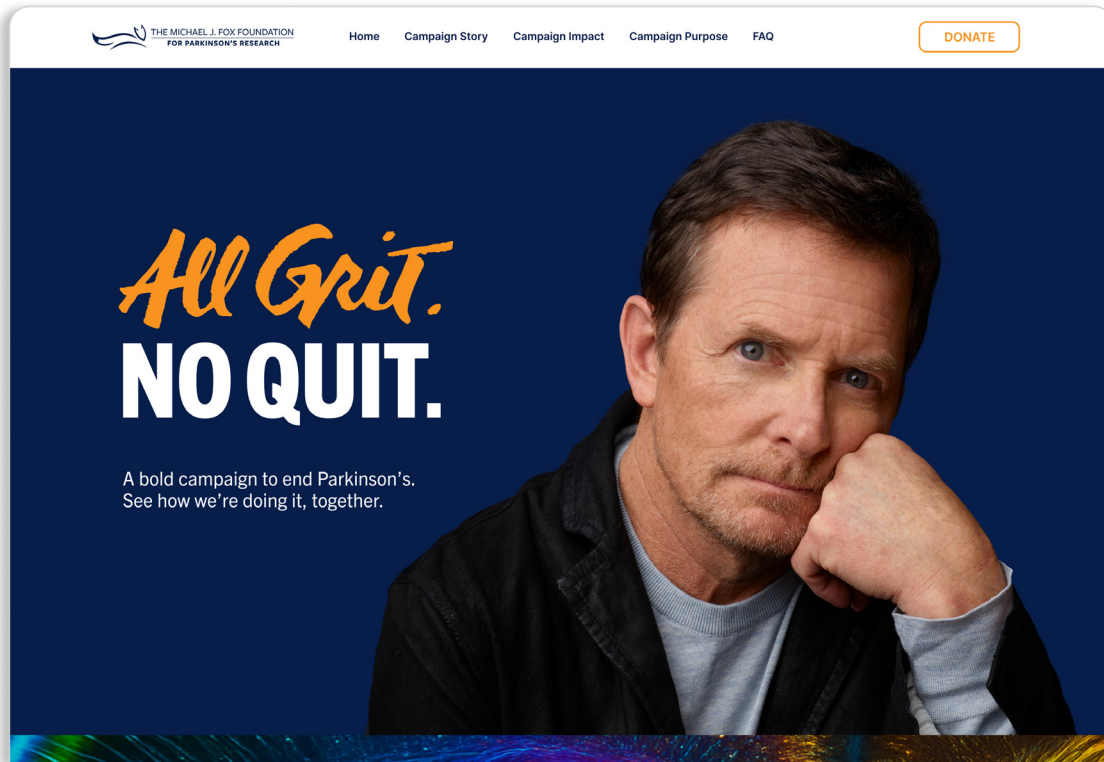 THE MICHAEL J. FOX FOUNDATION
FOR PARKINSON'S RESEARCH
Home Campaign Story Campaign Impact Campaign Purpose FAQ
DONATE
All Grit.
NO QUIT.
A bold campaign to end Parkinson’s.
See how we’re doing it, together.